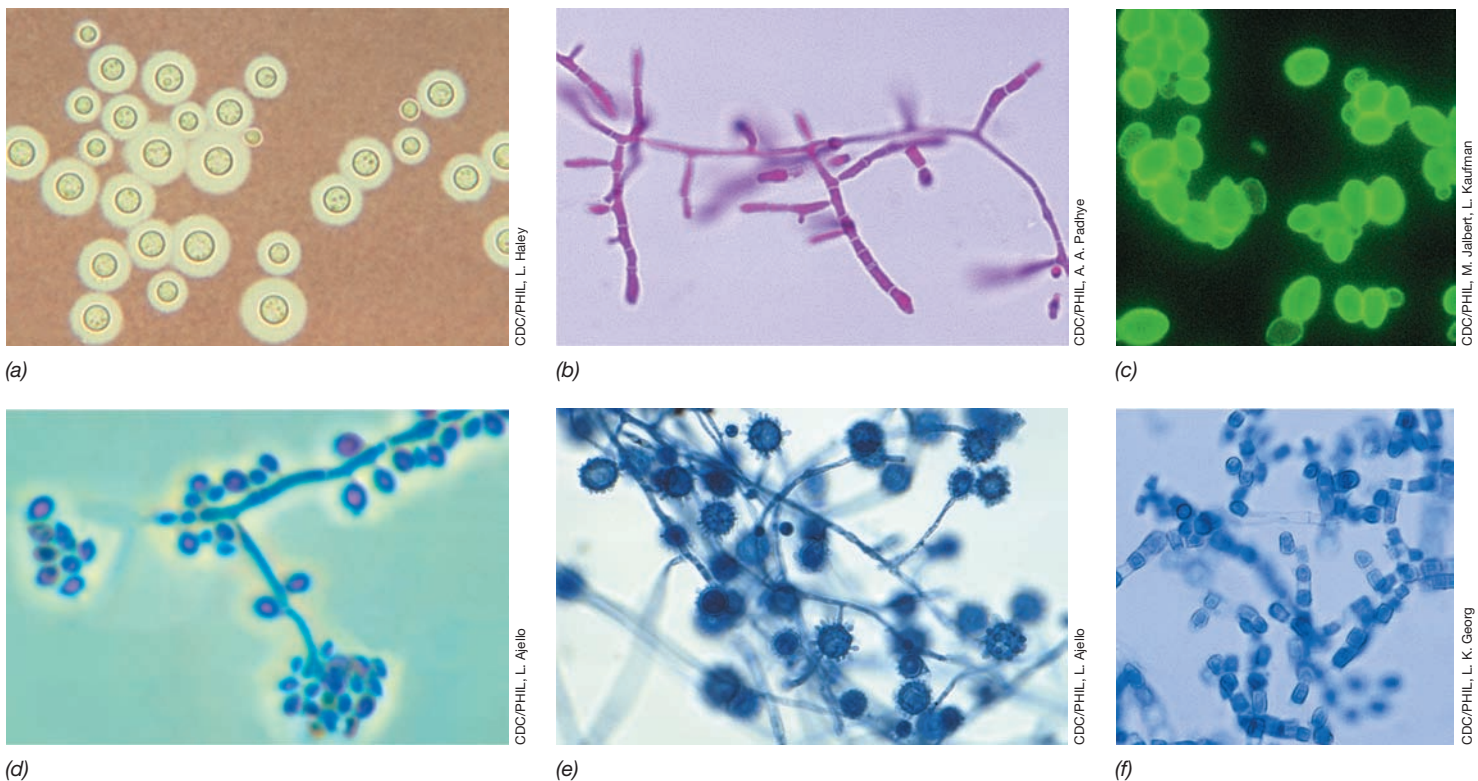 CDC/PHIL, L. Haley
(a)
CDC/PHIL, A. A. Padhye
(b)
CDC/PHIL, M. Jalbert, L. Kaufman
(c)
CDC/PHIL, L. Ajello
(d)
CDC/PHIL, L. Ajello
(e)
CDC/PHIL, L. K. Georg
(f)